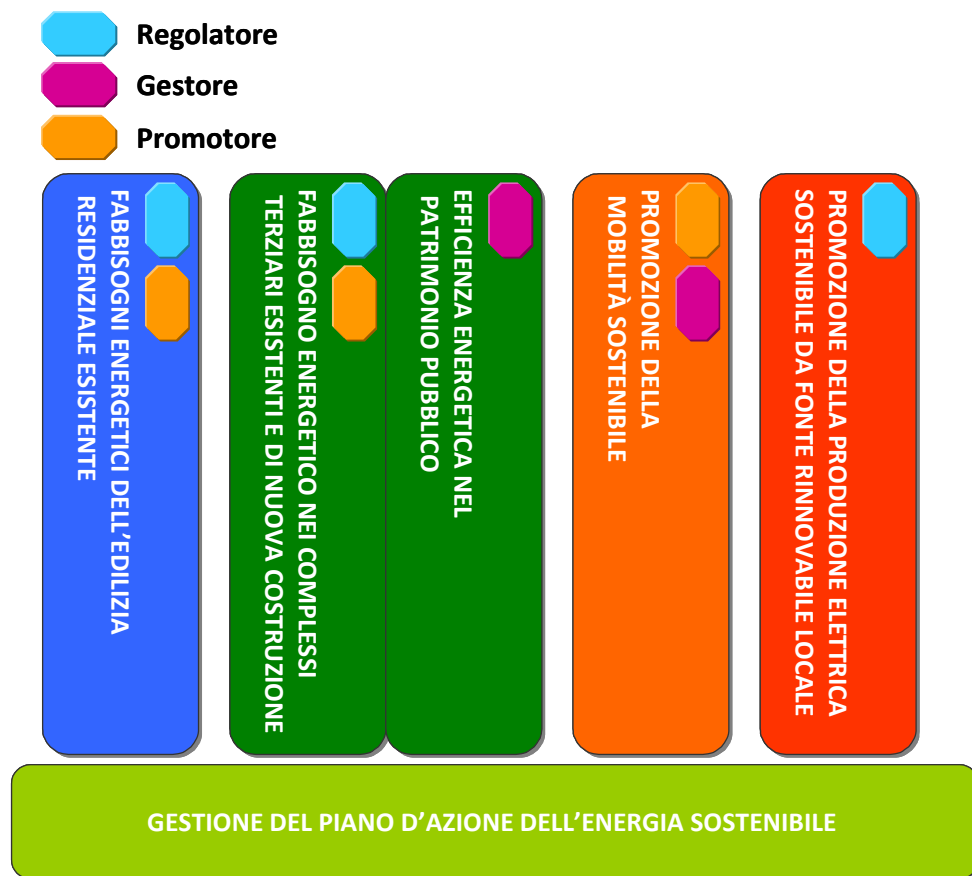 Regolatore
Gestore
Promotore
FABBISOGNI ENERGETICI DELL’EDILIZIA
RESIDENZIALE ESISTENTE
FABBISOGNO ENERGETICO NEI COMPLESSI
TERZIARI ESISTENTI E DI NUOVA COSTRUZIONE
EFFICIENZA ENERGETICA NEL
PATRIMONIO PUBBLICO
PROMOZIONE DELLA
MOBILITÀ SOSTENIBILE
PROMOZIONE DELLA PRODUZIONE ELETTRICA
SOSTENIBILE DA FONTE RINNOVABILE LOCALE
GESTIONE DEL PIANO D’AZIONE DELL’ENERGIA SOSTENIBILE